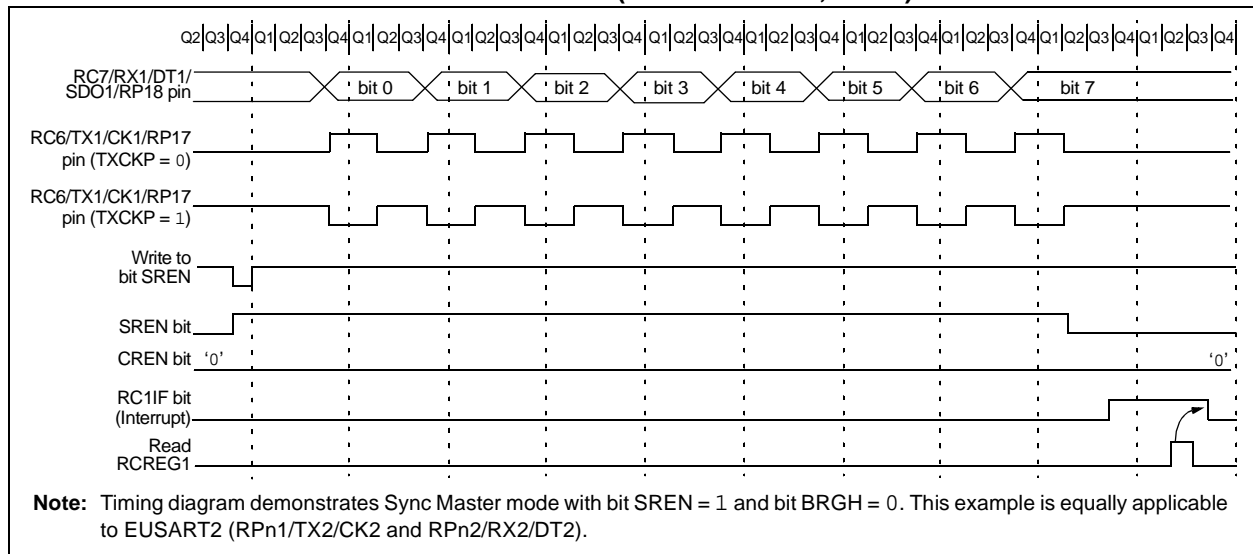 Q2 Q3 Q4 Q1 Q2 Q3 Q4 Q1 Q2 Q3 Q4 Q1 Q2 Q3 Q4 Q1 Q2 Q3 Q4 Q1 Q2 Q3 Q4 Q1 Q2 Q3 Q4 Q1 Q2 Q3 Q4 Q1 Q2 Q3 Q4 Q1 Q2 Q3 Q4 Q1 Q2 Q3 Q4
RC7/RX1/DT1/
SDO1/RP18 pin
bit 0 bit 1 bit 2 bit 3 bit 4 bit 5 bit 6 bit 7
RC6/TX1/CK1/RP17
pin (TXCKP = 0)
RC6/TX1/CK1/RP17
pin (TXCKP = 1)
Write to
bit SREN
SREN bit
CREN bit ‘0’ ‘0’
RC1IF bit
(Interrupt)
Read
RCREG1
Note: Timing diagram demonstrates Sync Master mode with bit SREN = 1 and bit BRGH = 0. This example is equally applicable
to EUSART2 (RPn1/TX2/CK2 and RPn2/RX2/DT2).